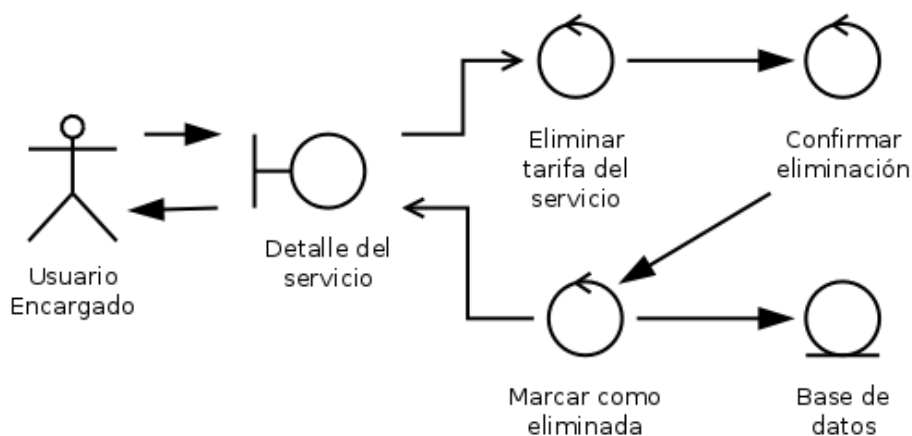 Eliminar
tarifa del
servicio
Confirmar
eliminación
Usuario
Encargado
Detalle del
servicio
Marcar como
eliminada
Base de
datos